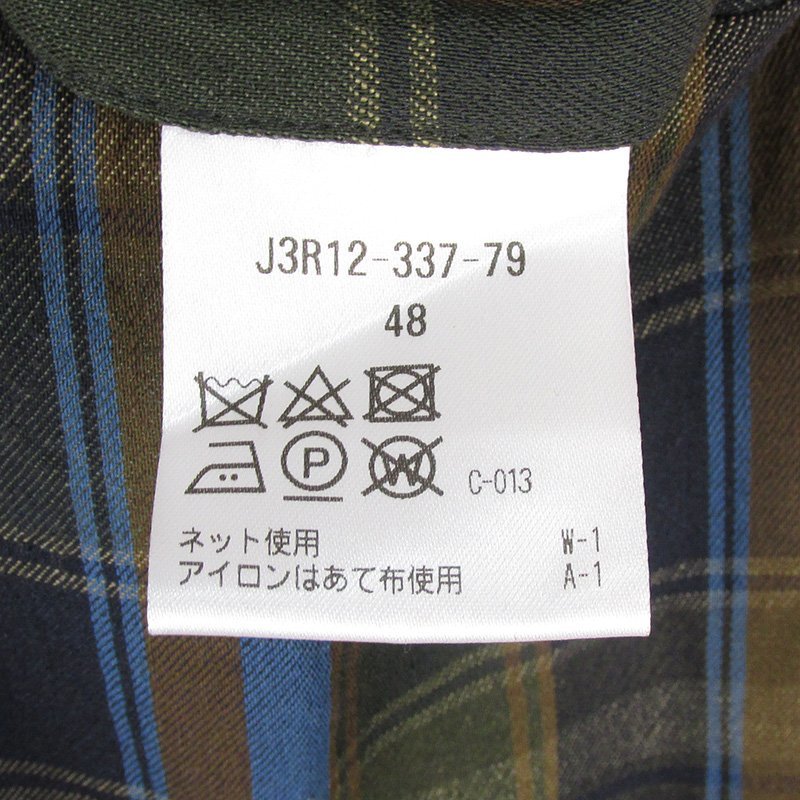 J3R12-337-79
48
P W C-013
ネット使用 W-1
アイロンはあて布使用 A-1